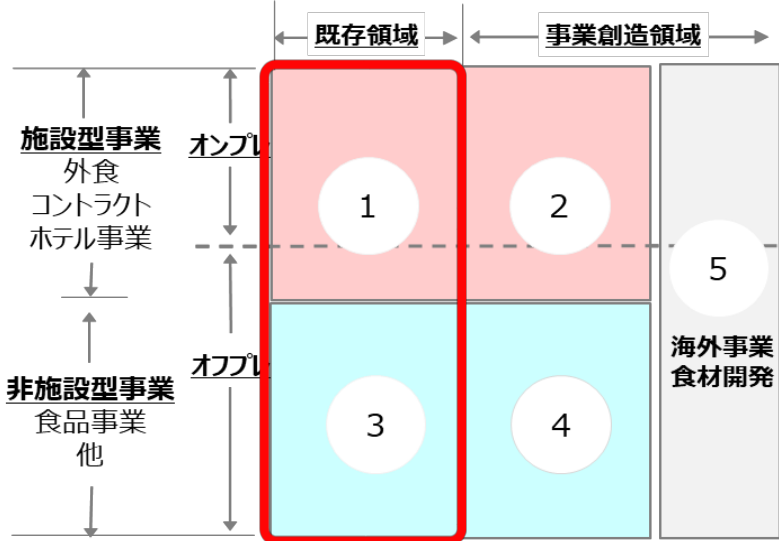 既存領域
事業創造領域
施設型事業
外食
コントラクト
ホテル事業
オンプレ
1
2
5
海外事業
食材開発
非施設型事業
食品事業
他
オフプレ
3
4